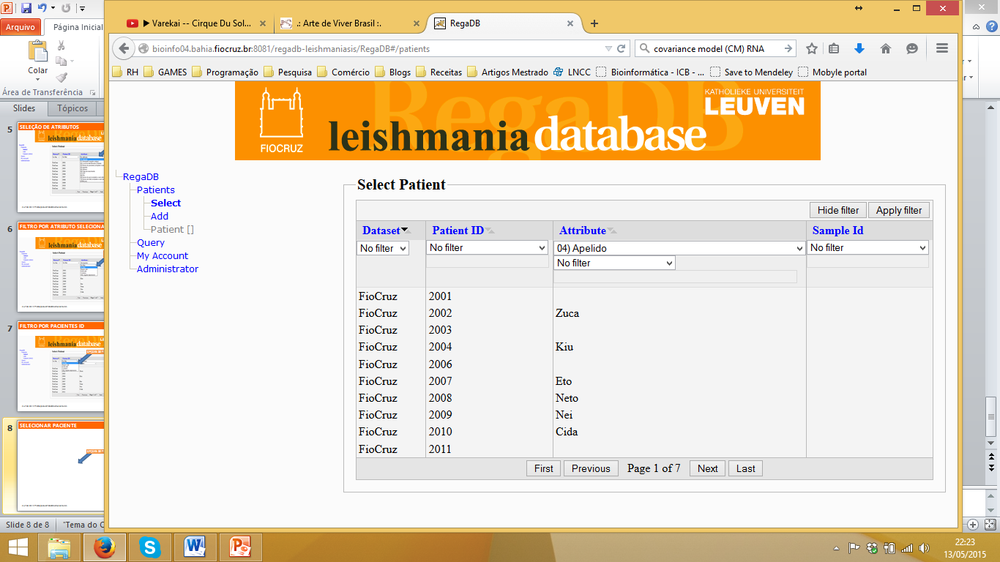 Arquivo
Página Inicial
Colar
Área de Transferência
Slides Tópicos
5
SELEÇÃO DE ATRIBUTOS
leishmaniadatabase
6
FILTRO POR ATRIBUTO SELECIONA
leishmaniadatabase
7
FILTRO POR PACIENTES ID
leishmaniadatabase
8
SELECIONAR PACIENTE
Slide 8 de 8 "Tema do C
▶ Varekai -- Cirque Du Sol...
.: Arte de Viver Brasil :.
RegaDB
bioinfo04.bahia.fiocruz.br:8081/regadb-leishmaniasis/RegaDB#/patients
covariance model (CM) RNA
RH GAMES Programação Pesquisa Comércio Blogs Receitas Artigos Mestrado LNCC Bioinformática - ICB - ... Save to Mendeley Mobyle portal
RegaDB
FIOCRUZ
leishmaniadatabase
KATHOLIEKE UNIVERSITEIT
LEUVEN
RegaDB
Patients
Select
Add
Patient []
Query
My Account
Administrator
Select Patient
Hide filter Apply filter
Dataset Patient ID Attribute Sample Id
No filter No filter 04) Apelido No filter
No filter
FioCruz 2001
FioCruz 2002 Zuca
FioCruz 2003
FioCruz 2004 Kiu
FioCruz 2006
FioCruz 2007 Eto
FioCruz 2008 Neto
FioCruz 2009 Nei
FioCruz 2010 Cida
FioCruz 2011
First Previous Page 1 of 7 Next Last
22:23
13/05/2015